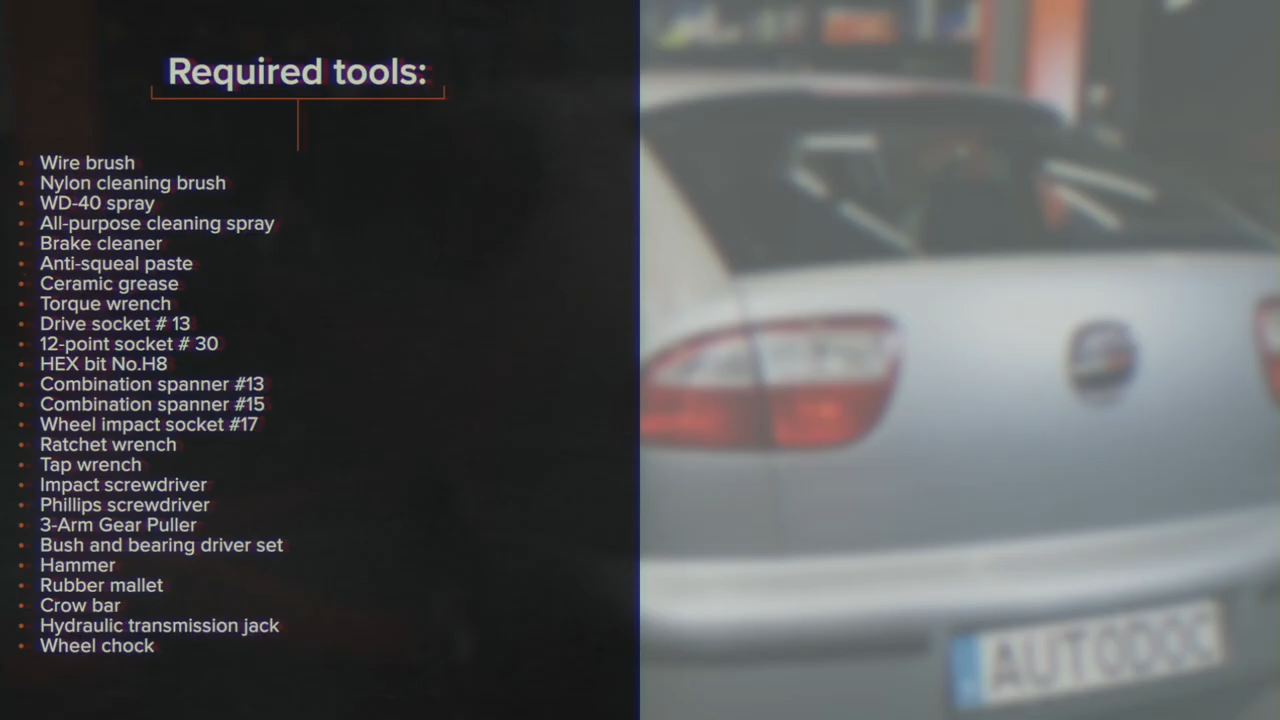 Required tools:
• Wire brush
• Nylon cleaning brush
• WD-40 spray
• All-purpose cleaning spray
• Brake cleaner
• Anti-squeal paste
• Ceramic grease
• Torque wrench
• Drive socket # 13
• 12-point socket # 30
• HEX bit No.H8
• Combination spanner #13
• Combination spanner #15
• Wheel impact socket #17
• Ratchet wrench
• Tap wrench
• Impact screwdriver
• Phillips screwdriver
• 3-Arm Gear Puller
• Bush and bearing driver set
• Hammer
• Rubber mallet
• Crow bar
• Hydraulic transmission jack
• Wheel chock
AUTODOC